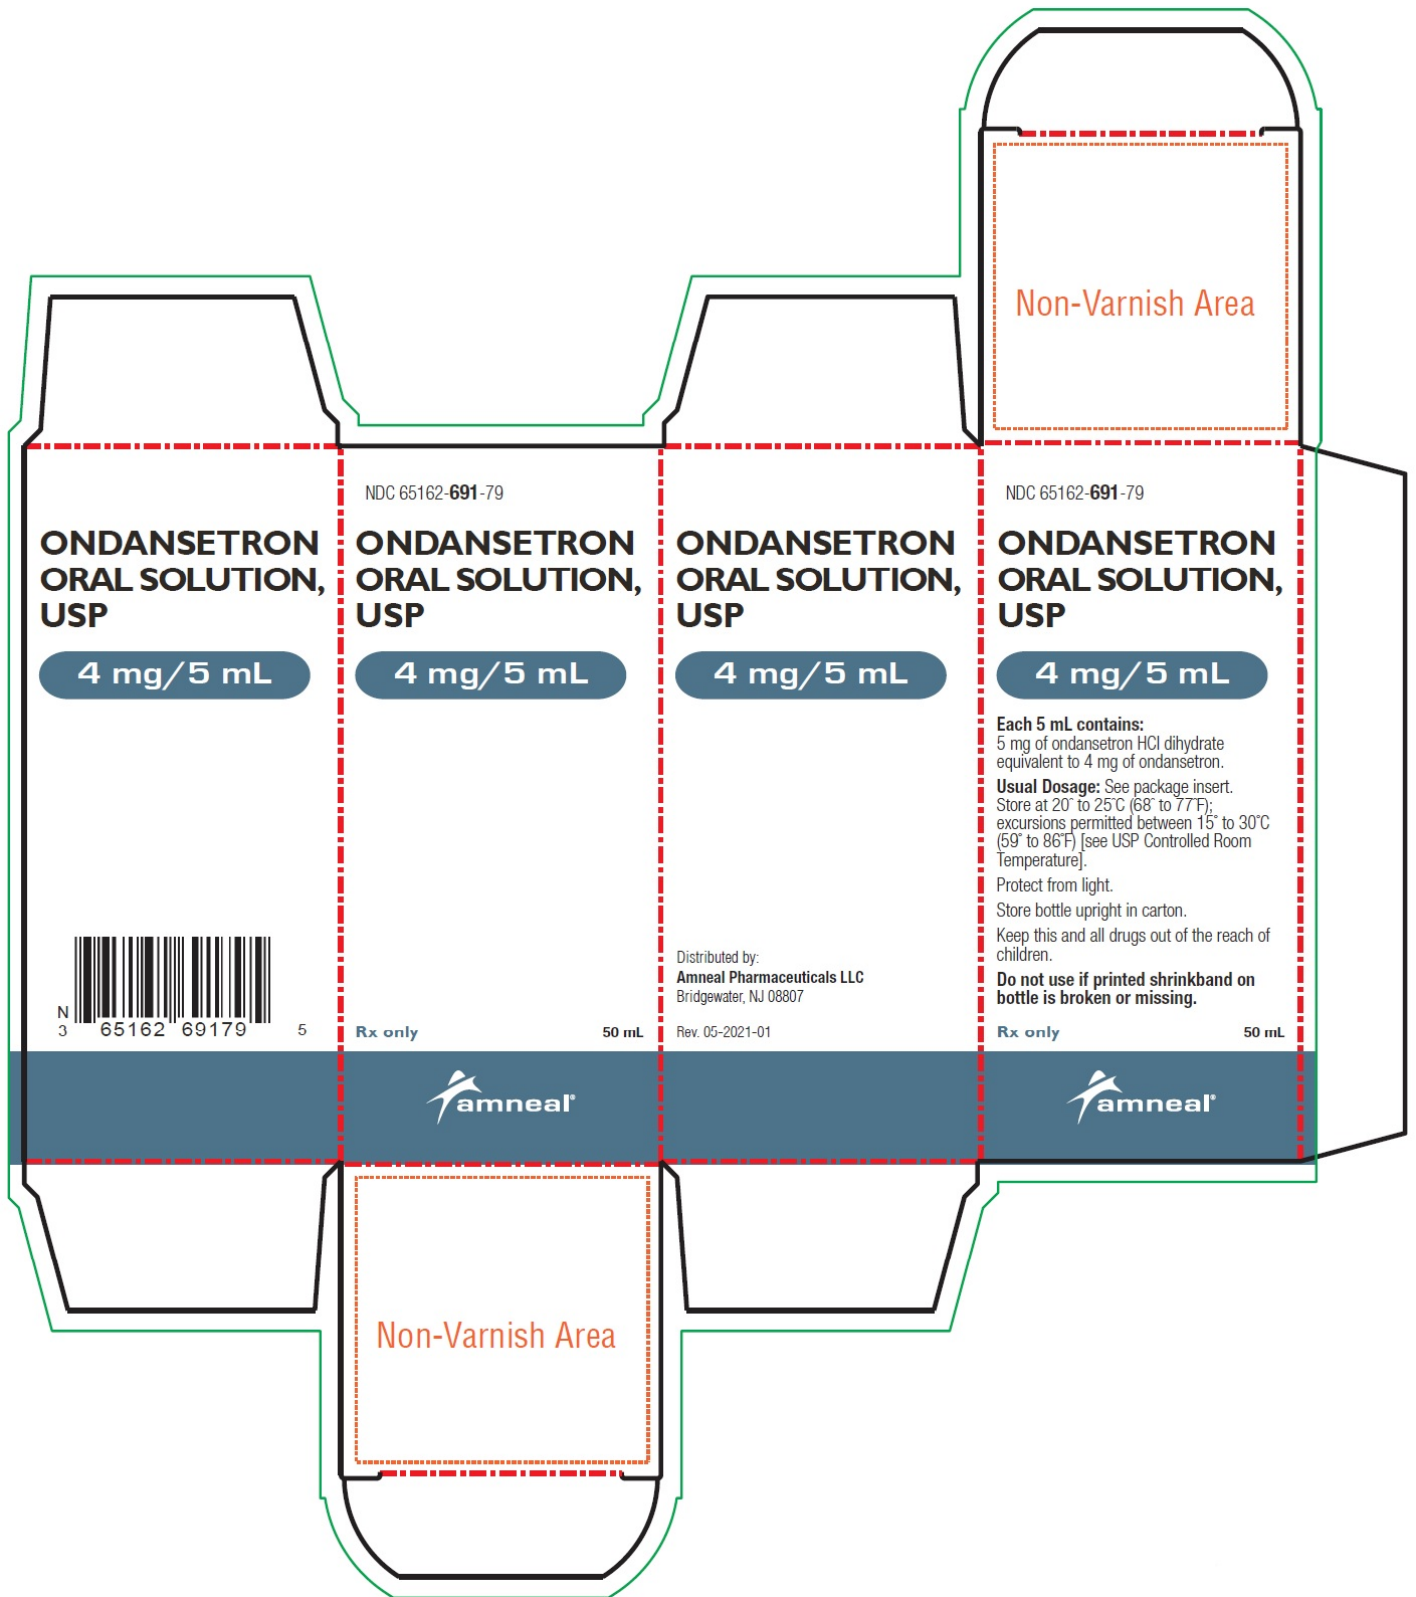 Non-Varnish Area
ONDANSETRON
ORAL SOLUTION,
USP
4 mg/5 mL
N
3 65162 69179 5
NDC 65162-691-79
ONDANSETRON
ORAL SOLUTION,
USP
4 mg/5 mL
Rx only 50 mL
amneal®
Non-Varnish Area
ONDANSETRON
ORAL SOLUTION,
USP
4 mg/5 mL
Distributed by:
Amneal Pharmaceuticals LLC
Bridgewater, NJ 08807
Rev. 05-2021-01
NDC 65162-691-79
ONDANSETRON
ORAL SOLUTION,
USP
4 mg/5 mL
Each 5 mL contains:
5 mg of ondansetron HCl dihydrate
equivalent to 4 mg of ondansetron.
Usual Dosage: See package insert.
Store at 20° to 25°C (68° to 77°F);
excursions permitted between 15° to 30°C
(59° to 86°F) [see USP Controlled Room
Temperature].
Protect from light.
Store bottle upright in carton.
Keep this and all drugs out of the reach of
children.
Do not use if printed shrinkband on
bottle is broken or missing.
Rx only 50 mL
amneal®